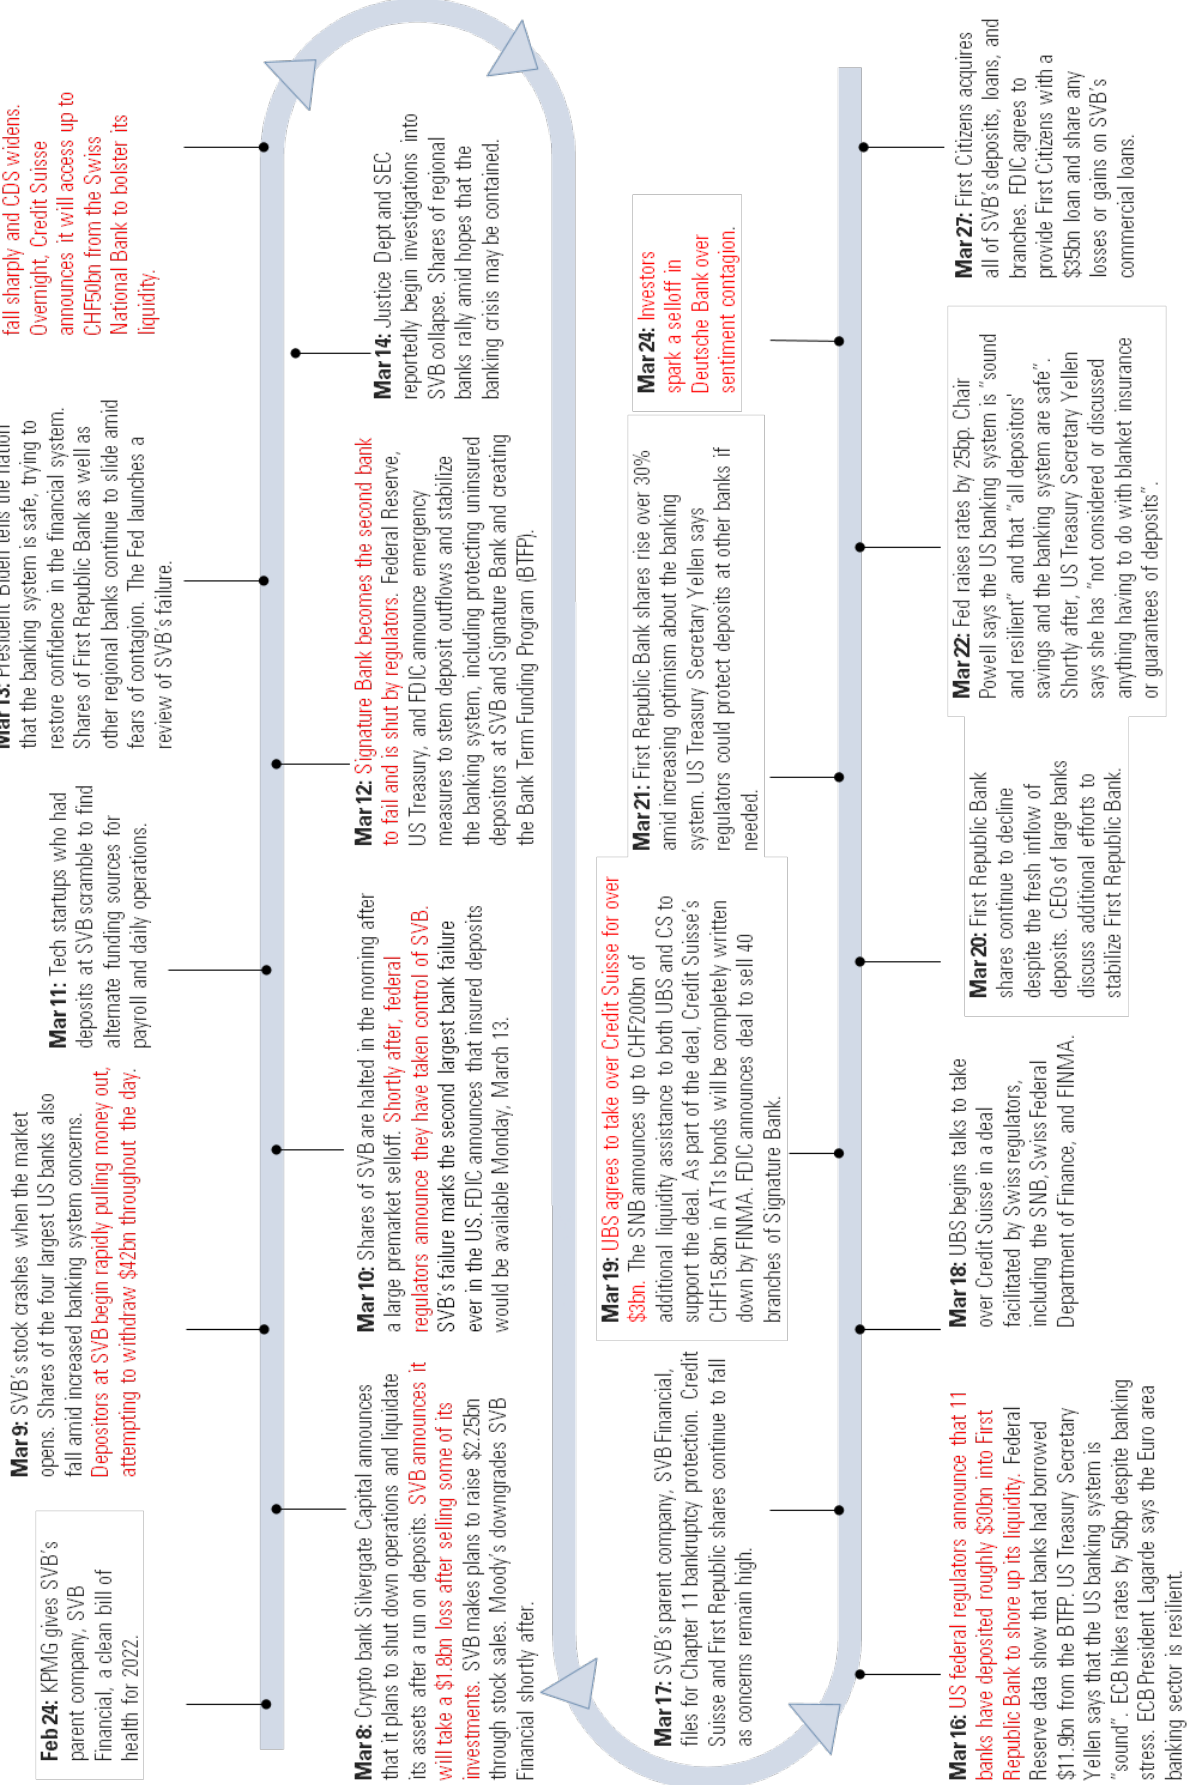 Feb 24: KPMG gives SVB's
parent company, SVB
Financial, a clean bill of
health for 2022.
Mar 8: Crypto bank Silvergate Capital announces
that it plans to shut down operations and liquidate
its assets after a run on deposits. SVB announces it
will take a $1.8bn loss after selling some of its
investments. SVB makes plans to raise $2.25bn
through stock sales. Moody's downgrades SVB
Financial shortly after.
Mar 9: SVB's stock crashes when the market
opens. Shares of the four largest US banks also
fall amid increased banking system concerns.
Depositors at SVB begin rapidly pulling money out,
attempting to withdraw $42bn throughout the day.
Mar 10: Shares of SVB are halted in the morning after
a large premarket selloff. Shortly after, federal
regulators announce they have taken control of SVB.
SVB's failure marks the second largest bank failure
ever in the US. FDIC announces that insured deposits
would be available Monday, March 13.
Mar 11: Tech startups who had
deposits at SVB scramble to find
alternate funding sources for
payroll and daily operations.
Mar 12: Signature Bank becomes the second bank
to fail and is shut by regulators. Federal Reserve,
US Treasury, and FDIC announce emergency
measures to stem deposit outflows and stabilize
the banking system, including protecting uninsured
depositors at SVB and Signature Bank and creating
the Bank Term Funding Program (BTFP).
Mar 13: President Biden tells the nation
that the banking system is safe, trying to
restore confidence in the financial system.
Shares of First Republic Bank as well as
other regional banks continue to slide amid
fears of contagion. The Fed launches a
review of SVB's failure.
Mar 14: Justice Dept and SEC
reportedly begin investigations into
SVB collapse. Shares of regional
banks rally amid hopes that the
banking crisis may be contained.
fall sharply and CDS widens.
Overnight, Credit Suisse
announces it will access up to
CHF50bn from the Swiss
National Bank to bolster its
liquidity.
Mar 16: US federal regulators announce that 11
banks have deposited roughly $30bn into First
Republic Bank to shore up its liquidity. Federal
Reserve data show that banks had borrowed
$11.9bn from the BTFP. US Treasury Secretary
Yellen says that the US banking system is
"sound". ECB hikes rates by 50bp despite banking
stress. ECB President Lagarde says the Euro area
banking sector is resilient.
Mar 17: SVB's parent company, SVB Financial,
files for Chapter 11 bankruptcy protection. Credit
Suisse and First Republic shares continue to fall
as concerns remain high.
Mar 18: UBS begins talks to take
over Credit Suisse in a deal
facilitated by Swiss regulators,
including the SNB, Swiss Federal
Department of Finance, and FINMA.
Mar 19: UBS agrees to take over Credit Suisse for over
$3bn. The SNB announces up to CHF200bn of
additional liquidity assistance to both UBS and CS to
support the deal. As part of the deal, Credit Suisse's
CHF15.8bn in AT1s bonds will be completely written
down by FINMA. FDIC announces deal to sell 40
branches of Signature Bank.
Mar 20: First Republic Bank
shares continue to decline
despite the fresh inflow of
deposits. CEOs of large banks
discuss additional efforts to
stabilize First Republic Bank.
Mar 21: First Republic Bank shares rise over 30%
amid increasing optimism about the banking
system. US Treasury Secretary Yellen says
regulators could protect deposits at other banks if
needed.
Mar 22: Fed raises rates by 25bp. Chair
Powell says the US banking system is "sound
and resilient" and that "all depositors'
savings and the banking system are safe".
Shortly after, US Treasury Secretary Yellen
says she has "not considered or discussed
anything having to do with blanket insurance
or guarantees of deposits".
Mar 24: Investors
spark a selloff in
Deutsche Bank over
sentiment contagion.
Mar 27: First Citizens acquires
all of SVB's deposits, loans, and
branches. FDIC agrees to
provide First Citizens with a
$35bn loan and share any
losses or gains on SVB's
commercial loans.